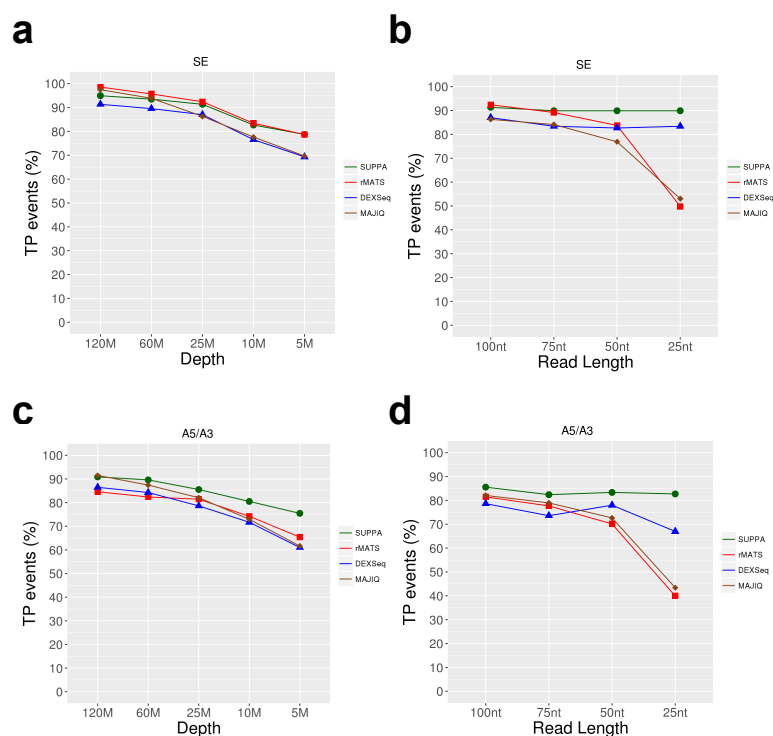 a
SE
TP events (%)
100
90
80
70
60
50
40
30
20
10
0
120M 60M 25M 10M 5M
Depth
SUPPA
rMATS
DEXSeq
MAJIQ
b
SE
TP events (%)
100
90
80
70
60
50
40
30
20
10
0
100nt 75nt 50nt 25nt
Read Length
SUPPA
rMATS
DEXSeq
MAJIQ
c
A5/A3
TP events (%)
100
90
80
70
60
50
40
30
20
10
0
120M 60M 25M 10M 5M
Depth
SUPPA
rMATS
DEXSeq
MAJIQ
d
A5/A3
TP events (%)
100
90
80
70
60
50
40
30
20
10
0
100nt 75nt 50nt 25nt
Read Length
SUPPA
rMATS
DEXSeq
MAJIQ